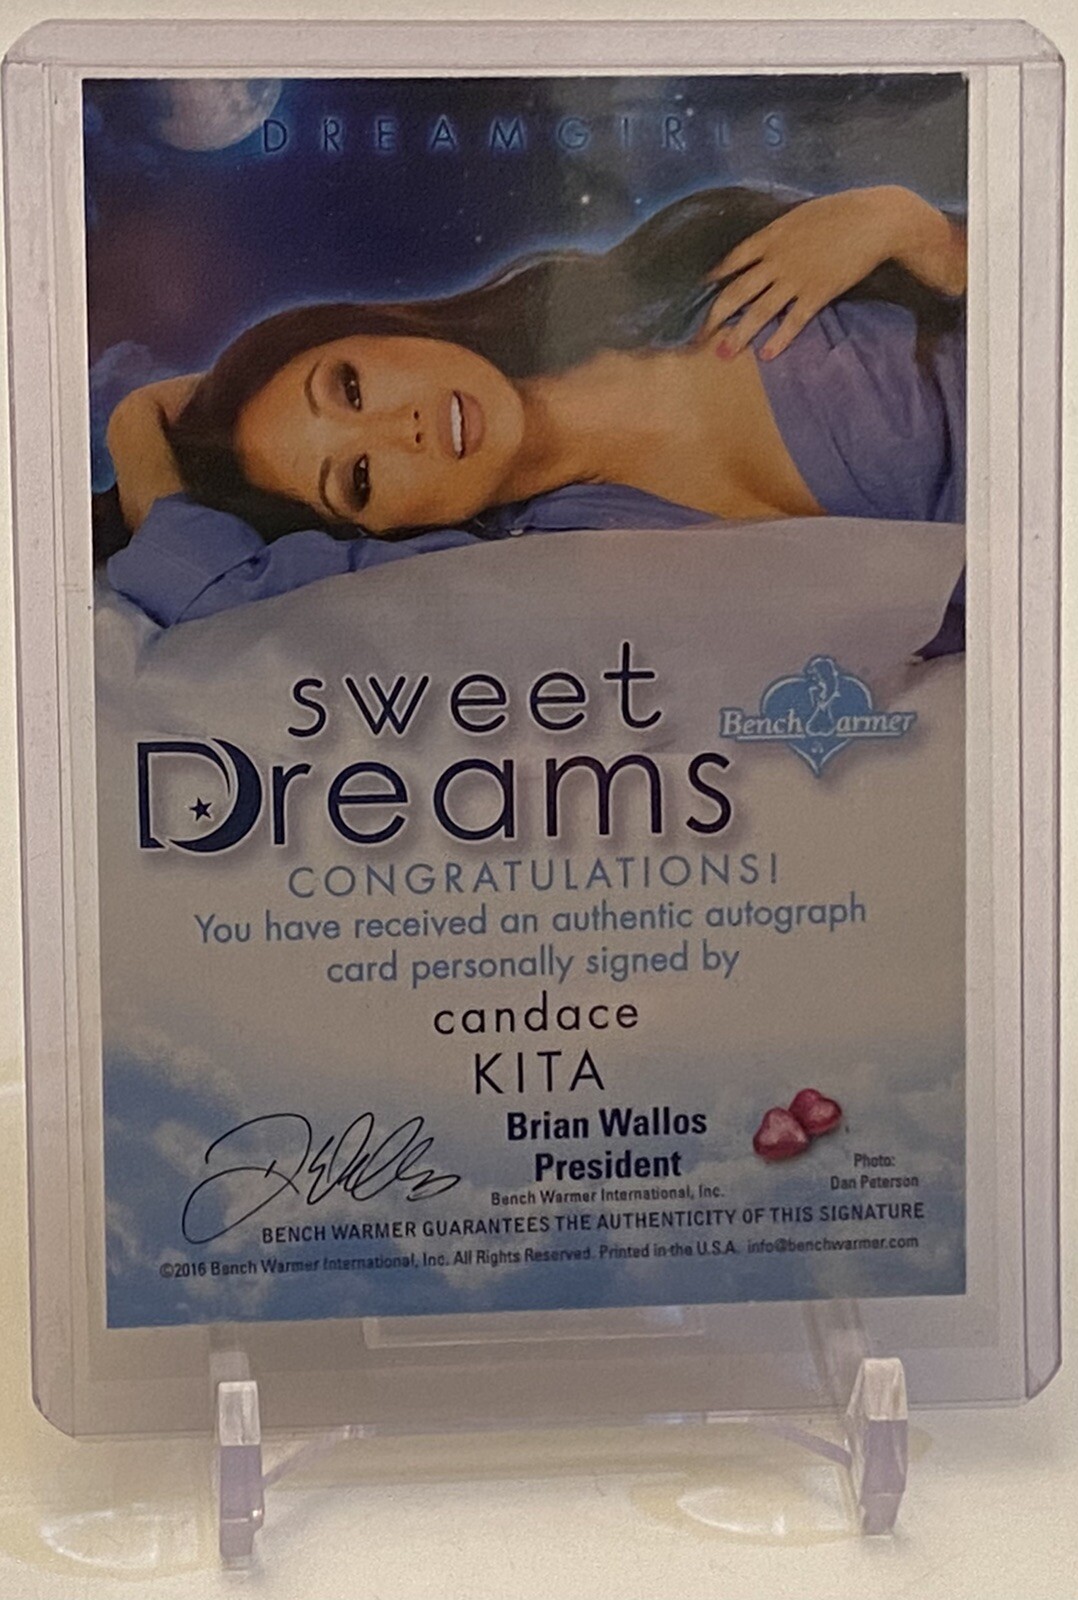 DREAMGIRLS
sweet
Dreams
BenchWarmer
CONGRATULATIONS!
You have received an authentic autograph
card personally signed by
candace
KITA
Brian Wallos
President
Bench Warmer International, Inc.
Photo:
Dan Peterson
BENCH WARMER GUARANTEES THE AUTHENTICITY OF THIS SIGNATURE
©2016 Bench Warmer International, Inc. All Rights Reserved. Printed in the U.S.A. info@benchwarmer.com